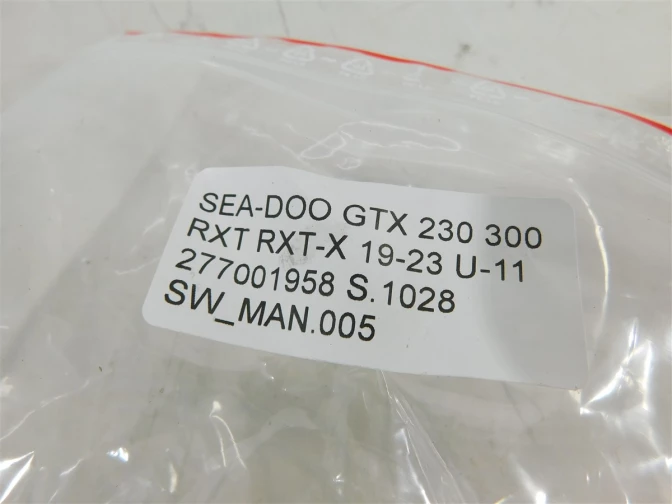 SEA-DOO GTX 230 300
RXT RXT-X 19-23 U-11
277001958 S.1028
SW_MAN.005